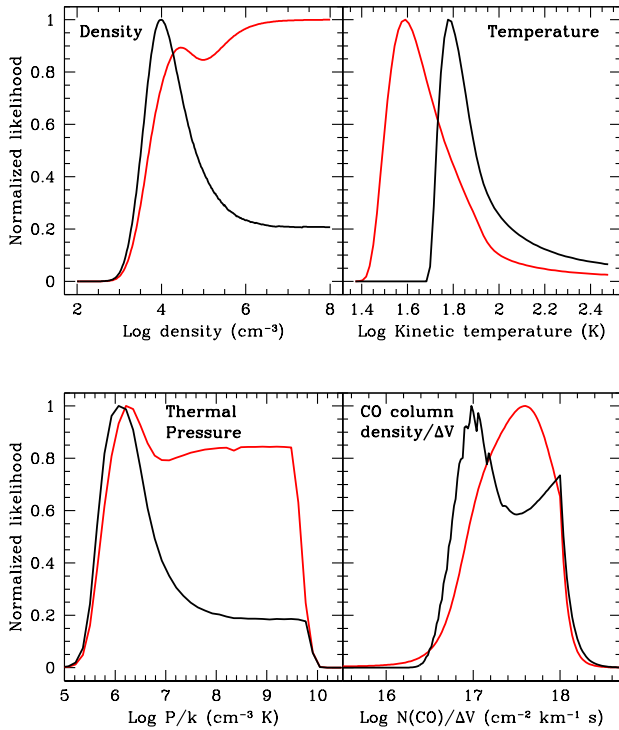 Density
Temperature
Normalized likelihood
1
0.8
0.6
0.4
0.2
0
2
4
6
8
Log density (cm⁻³)
1.4
1.6
1.8
2
2.2
2.4
Log Kinetic temperature (K)
Thermal
Pressure
CO column
density/ΔV
Normalized likelihood
1
0.8
0.6
0.4
0.2
0
5
6
7
8
9
10
Log P/k (cm⁻³ K)
16
17
18
Log N(CO)/ΔV (cm⁻² km⁻¹ s)